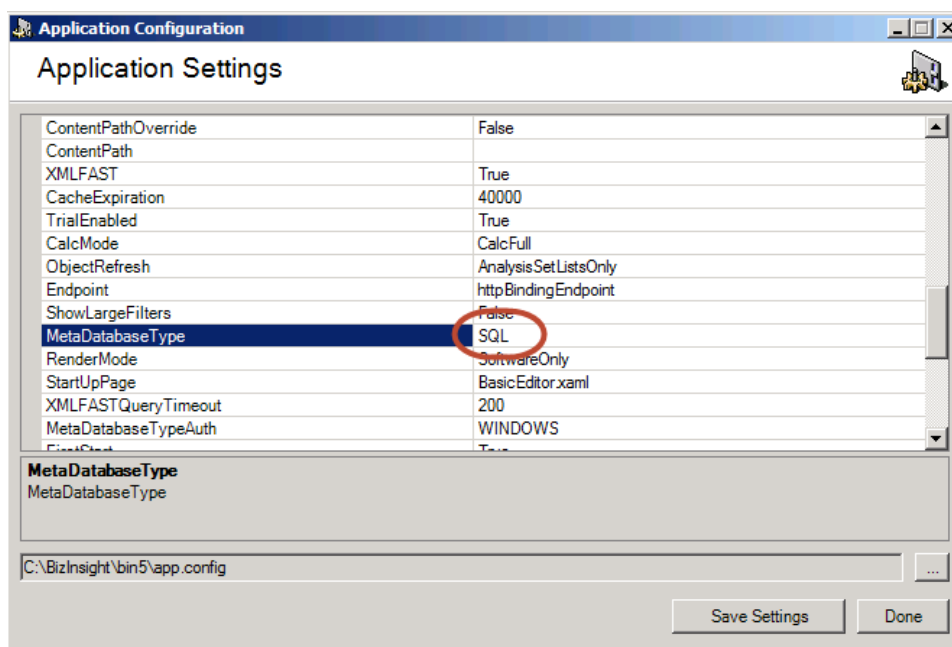 Application Configuration
Application Settings
ContentPathOverride False
ContentPath
XMLFAST True
CacheExpiration 40000
TrialEnabled True
CalcMode CalcFull
ObjectRefresh AnalysisSetListsOnly
Endpoint httpBindingEndpoint
ShowLargeFilters False
MetaDatabaseType SQL
RenderMode SoftwareOnly
StartUpPage BasicEditor.xaml
XMLFASTQueryTimeout 200
MetaDatabaseTypeAuth WINDOWS
FirstStart True
MetaDatabaseType
MetaDatabaseType
C:\BizInsight\bin5\app.config
...
Save Settings Done